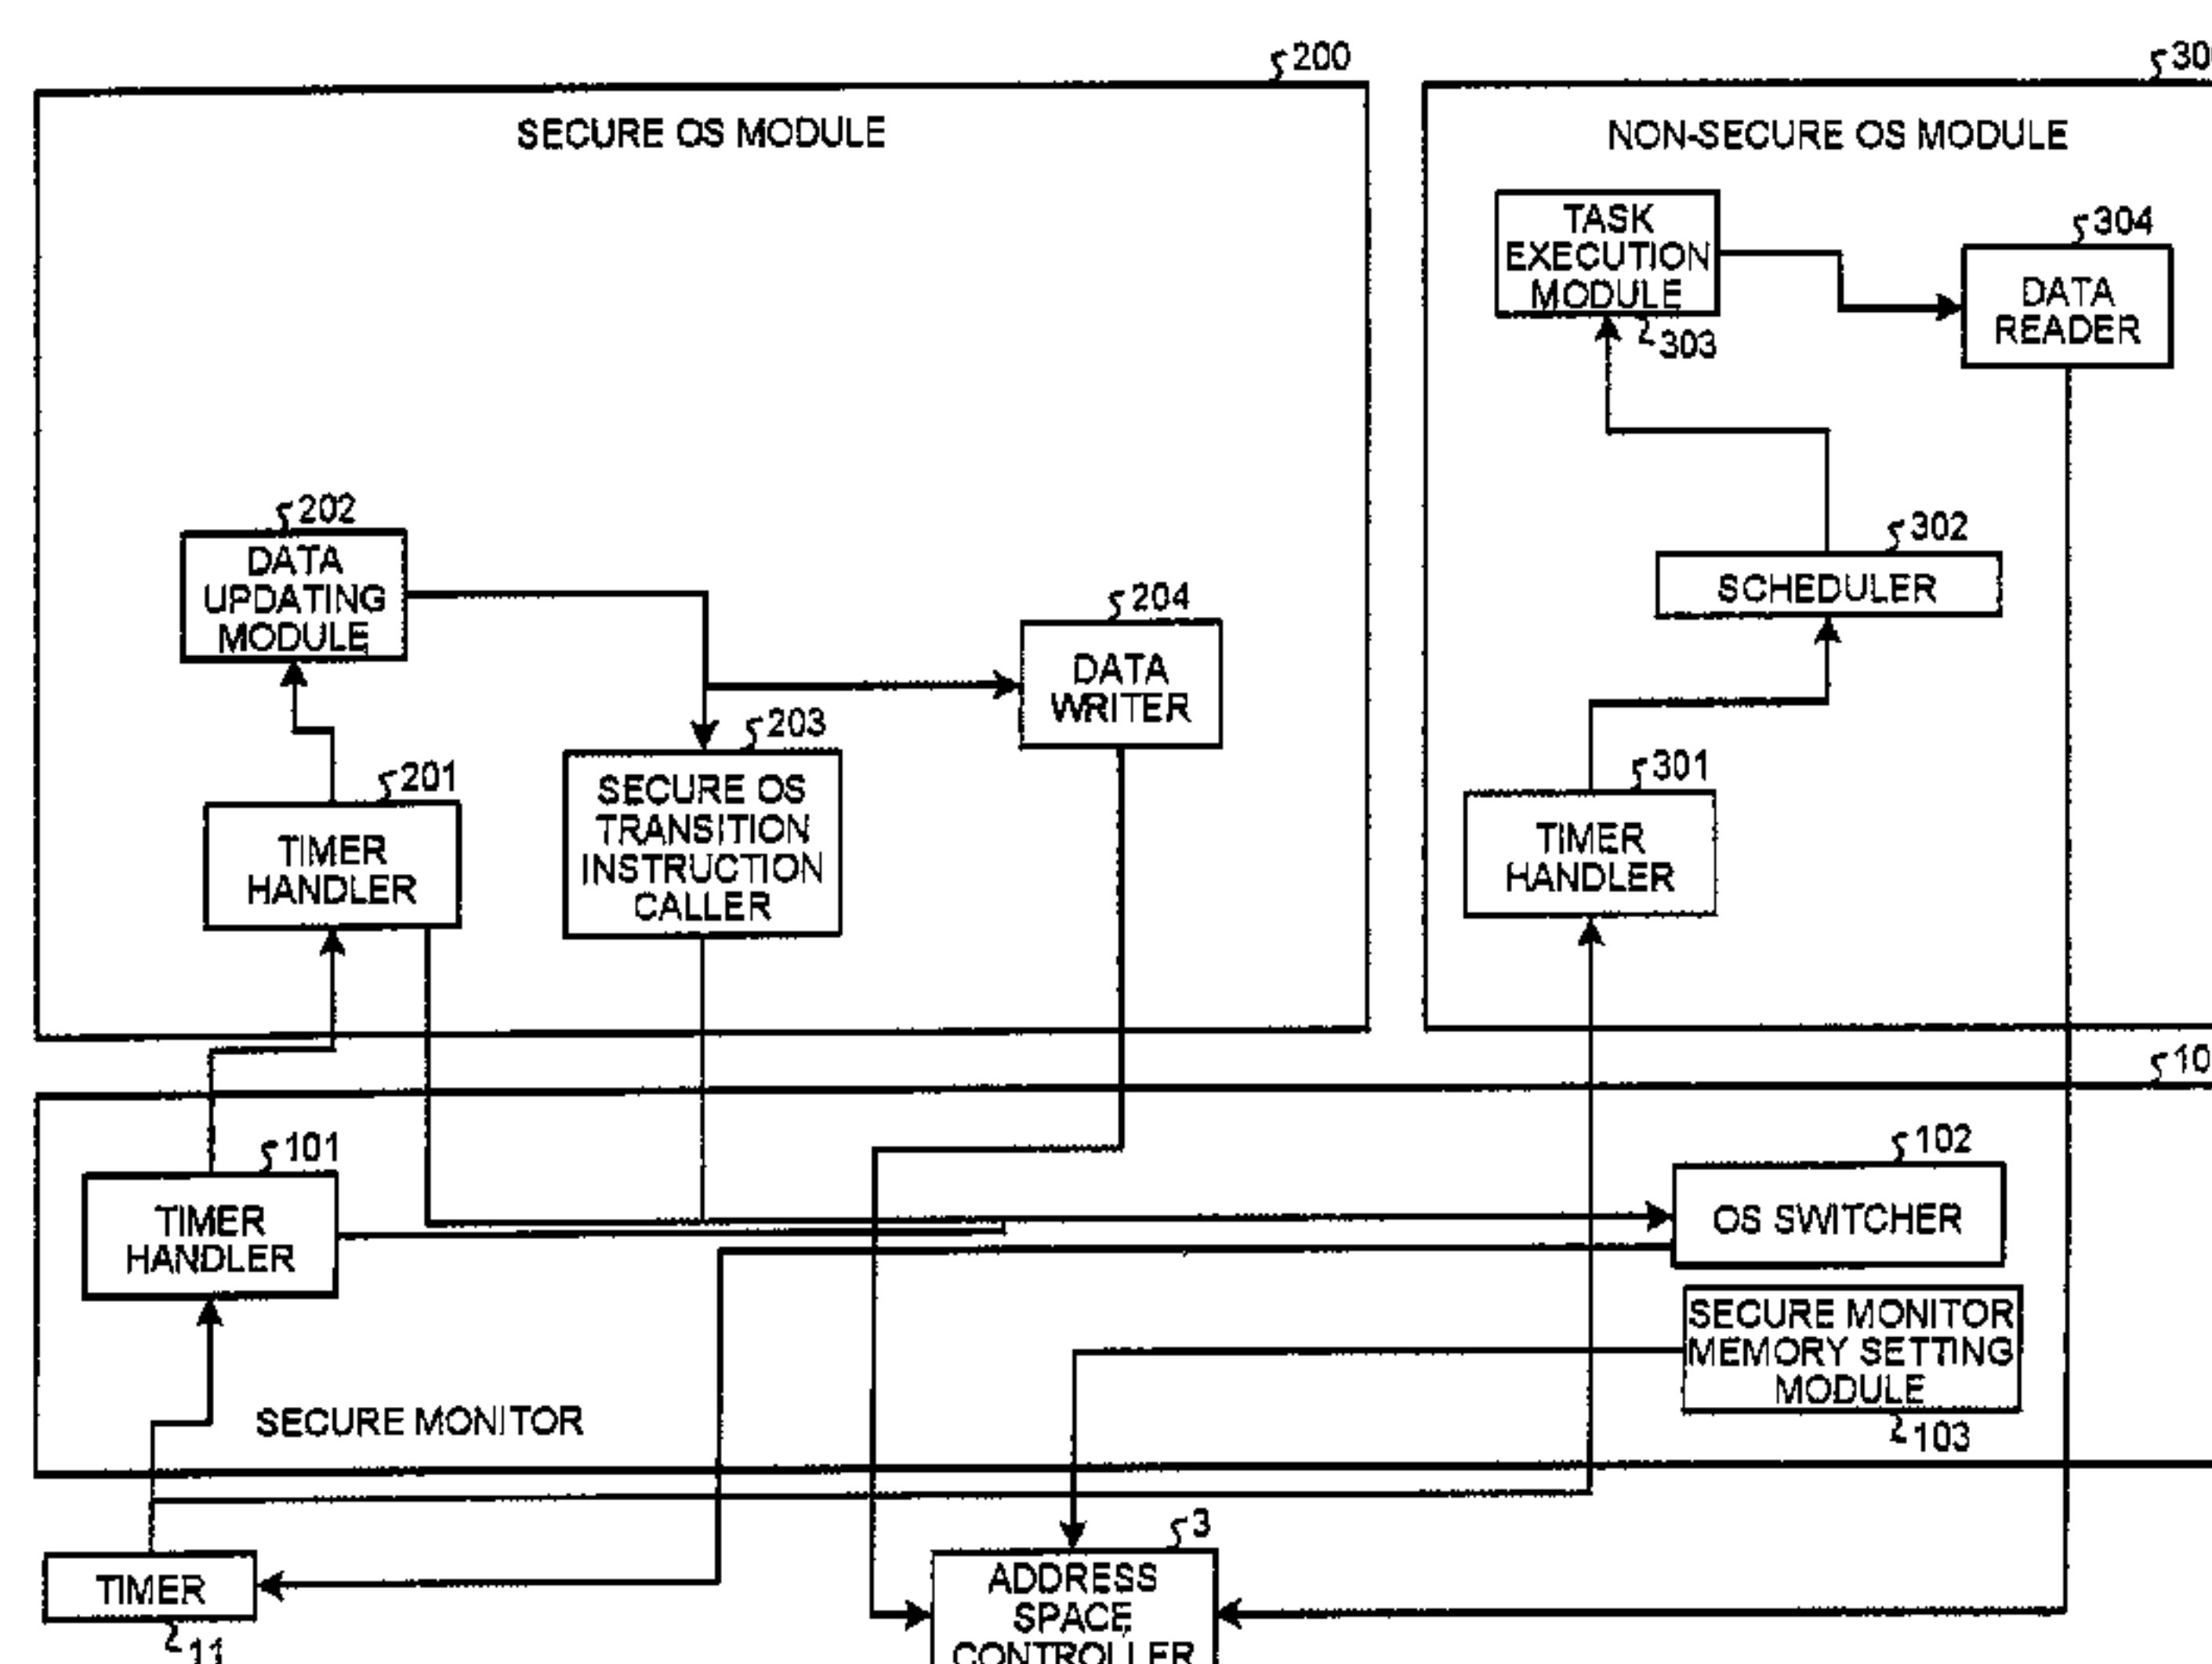 200
30
SECURE OS MODULE
NON-SECURE OS MODULE
TASK
EXECUTION
MODULE
303
304
DATA
READER
202
DATA
UPDATING
MODULE
204
DATA
WRITER
302
SCHEDULER
203
SECURE OS
TRANSITION
INSTRUCTION
CALLER
201
TIMER
HANDLER
301
TIMER
HANDLER
10
101
TIMER
HANDLER
102
OS SWITCHER
SECURE MONITOR
MEMORY SETTING
MODULE
103
SECURE MONITOR
3
TIMER
11
ADDRESS
SPACE
CONTROLLER